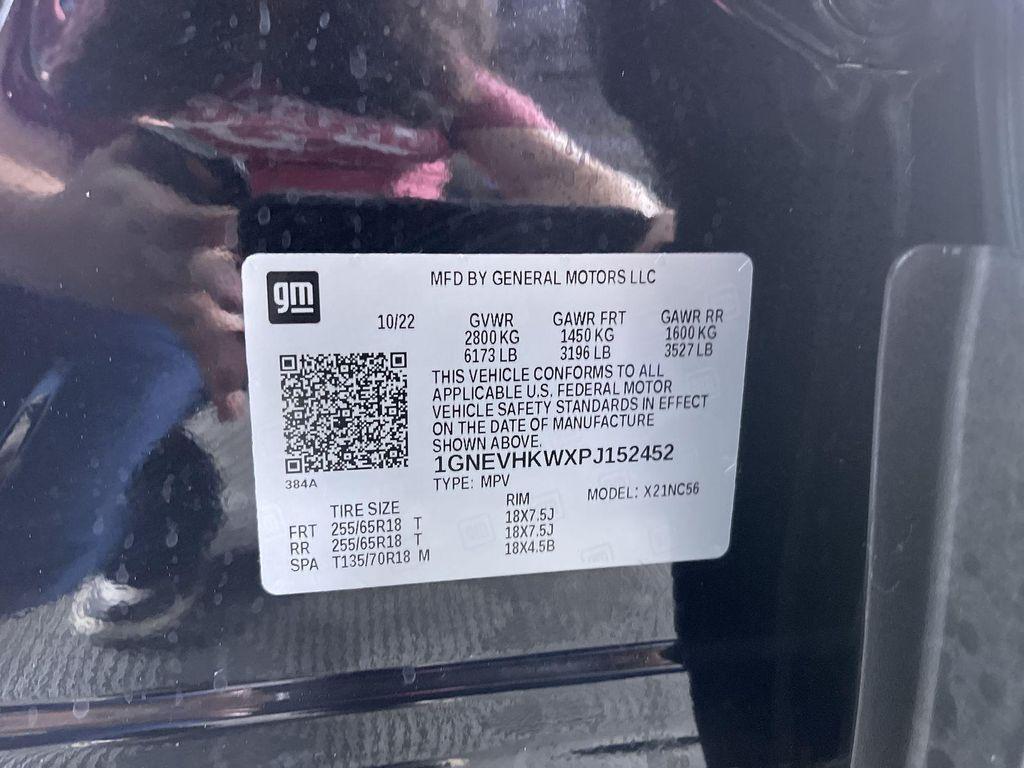 gm
MFD BY GENERAL MOTORS LLC
10/22
GVWR GAWR FRT GAWR RR
2800 KG 1450 KG 1600 KG
6173 LB 3196 LB 3527 LB
THIS VEHICLE CONFORMS TO ALL
APPLICABLE U.S. FEDERAL MOTOR
VEHICLE SAFETY STANDARDS IN EFFECT
ON THE DATE OF MANUFACTURE
SHOWN ABOVE.
1GNEVHKWXPJ152452
384A
TYPE: MPV MODEL: X21NC56
TIRE SIZE RIM
FRT 255/65R18 T 18X7.5J
RR 255/65R18 T 18X7.5J
SPA T135/70R18 M 18X4.5B